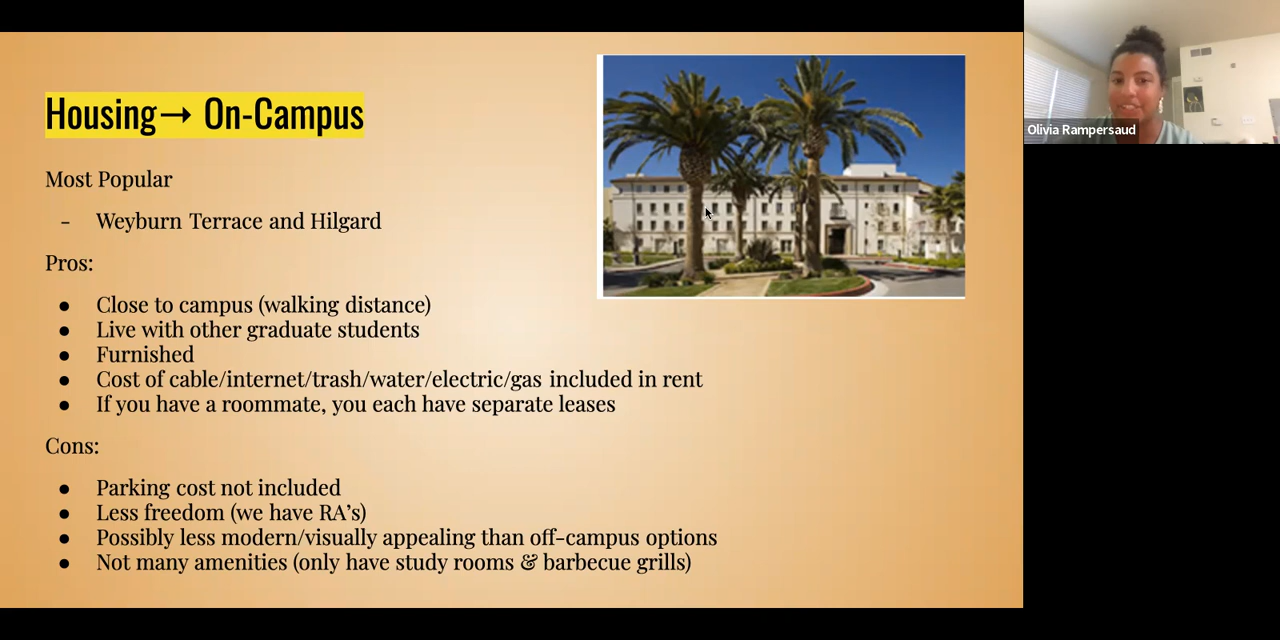 Housing→ On-Campus
Most Popular
- Weyburn Terrace and Hilgard
Pros:
● Close to campus (walking distance)
● Live with other graduate students
● Furnished
● Cost of cable/internet/trash/water/electric/gas included in rent
● If you have a roommate, you each have separate leases
Cons:
● Parking cost not included
● Less freedom (we have RA's)
● Possibly less modern/visually appealing than off-campus options
● Not many amenities (only have study rooms & barbecue grills)
Olivia Rampersaud